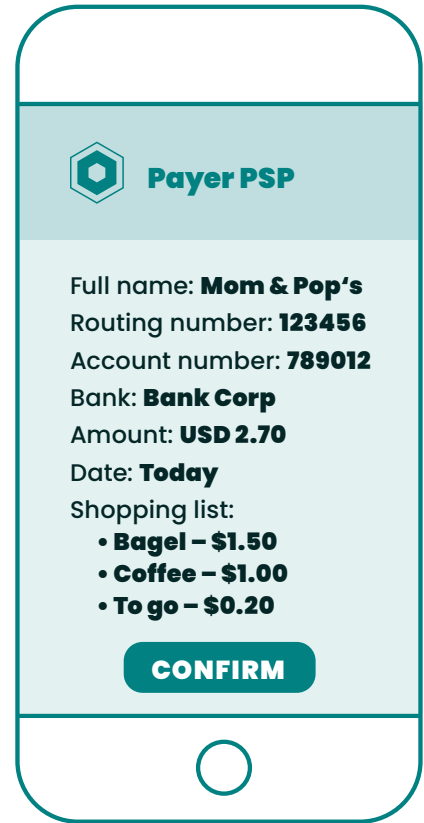 Payer PSP
Full name: Mom & Pop‘s
Routing number: 123456
Account number: 789012
Bank: Bank Corp
Amount: USD 2.70
Date: Today
Shopping list:
• Bagel – $1.50
• Coffee – $1.00
• To go – $0.20
CONFIRM